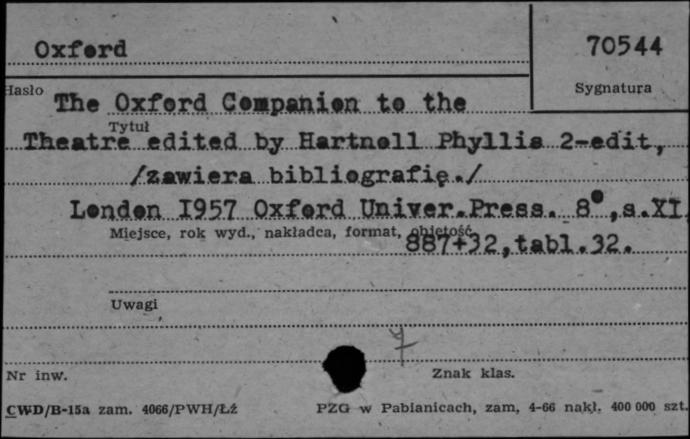 Oxford
70544
Hasło
Sygnatura
The Oxford Companion to the
Tytuł
Theatre edited by Hartnoll Phyllis 2-edit,
/zawiera bibliografię./
London I957 Oxford Univer.Press. 8°,s.XI
Miejsce, rok wyd., nakładca, format, objętość
887+32,tabl.32.
Uwagi
Nr inw.
Znak klas.
CWD/B-15a zam. 4066/PWH/Łź
PZG w Pabianicach, zam. 4-66 nakł. 400 000 szt.